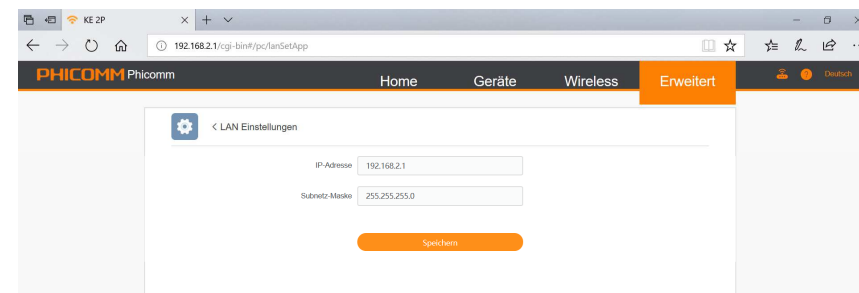 KE 2P
192.168.2.1/cgi-bin#/pc/lanSetApp
PHICOMM Phicomm Home Geräte Wireless Erweitert ? Deutsch
< LAN Einstellungen
IP-Adresse 192.168.2.1
Subnetz-Maske 255.255.255.0
Speichern